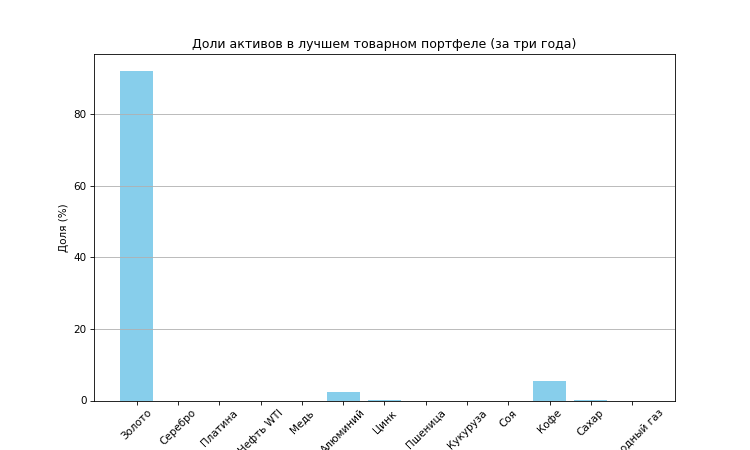 Доли активов в лучшем товарном портфеле (за три года)
Доля (%)
80
60
40
20
0
Золото
Серебро
Платина
Нефть WTI
Медь
Алюминий
Цинк
Пшеница
Кукуруза
Соя
Кофе
Сахар
газ